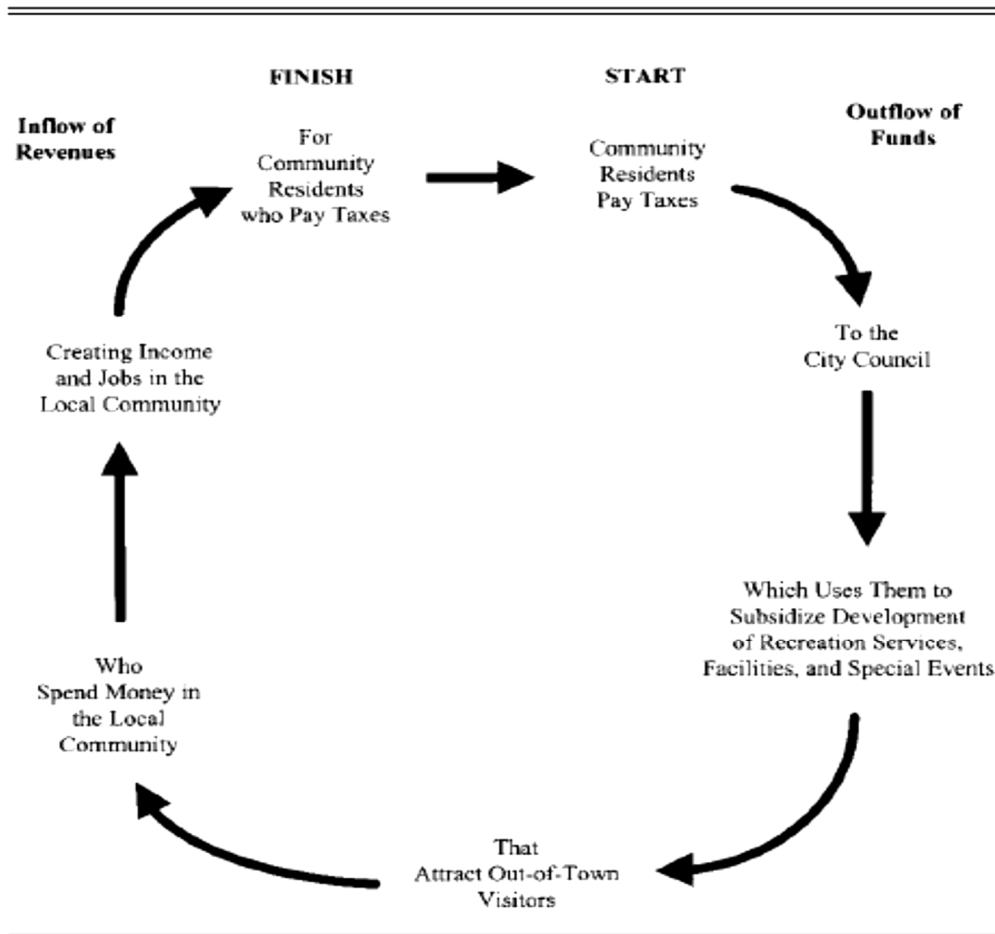 FINISH
START
Inflow of
Revenues
Outflow of
Funds
For
Community
Residents
who Pay Taxes
Community
Residents
Pay Taxes
To the
City Council
Which Uses Them to
Subsidize Development
of Recreation Services,
Facilities, and Special Events
That
Attract Out-of-Town
Visitors
Who
Spend Money in
the Local
Community
Creating Income
and Jobs in the
Local Community